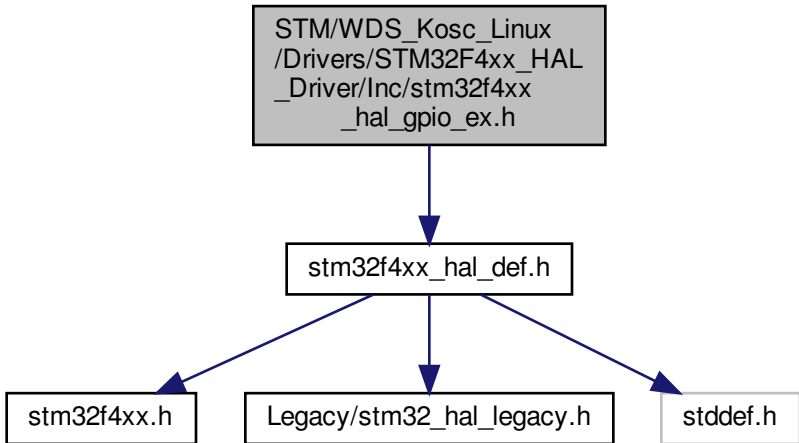 STM/WDS_Kosc_Linux
/Drivers/STM32F4xx_HAL
_Driver/Inc/stm32f4xx
_hal_gpio_ex.h
stm32f4xx_hal_def.h
stm32f4xx.h
Legacy/stm32_hal_legacy.h
stddef.h